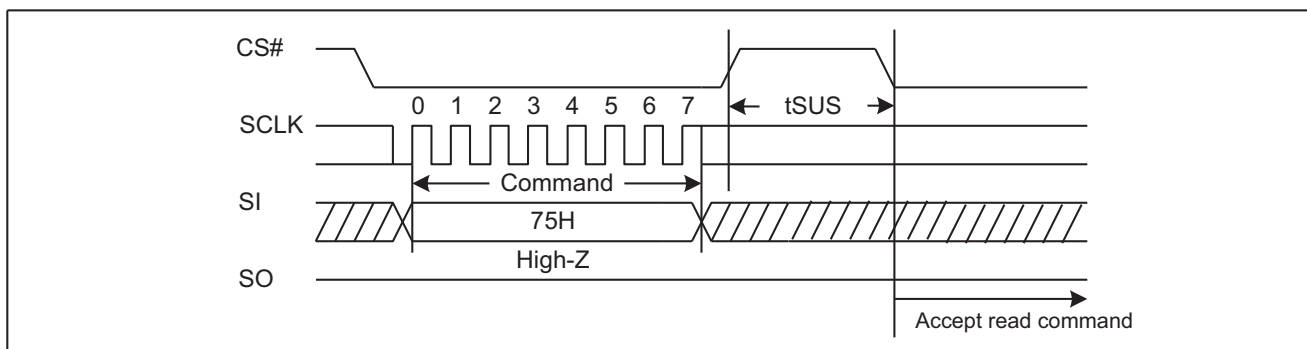 CS#
tSUS
0 1 2 3 4 5 6 7
SCLK
Command
SI
75H
High-Z
SO
Accept read command